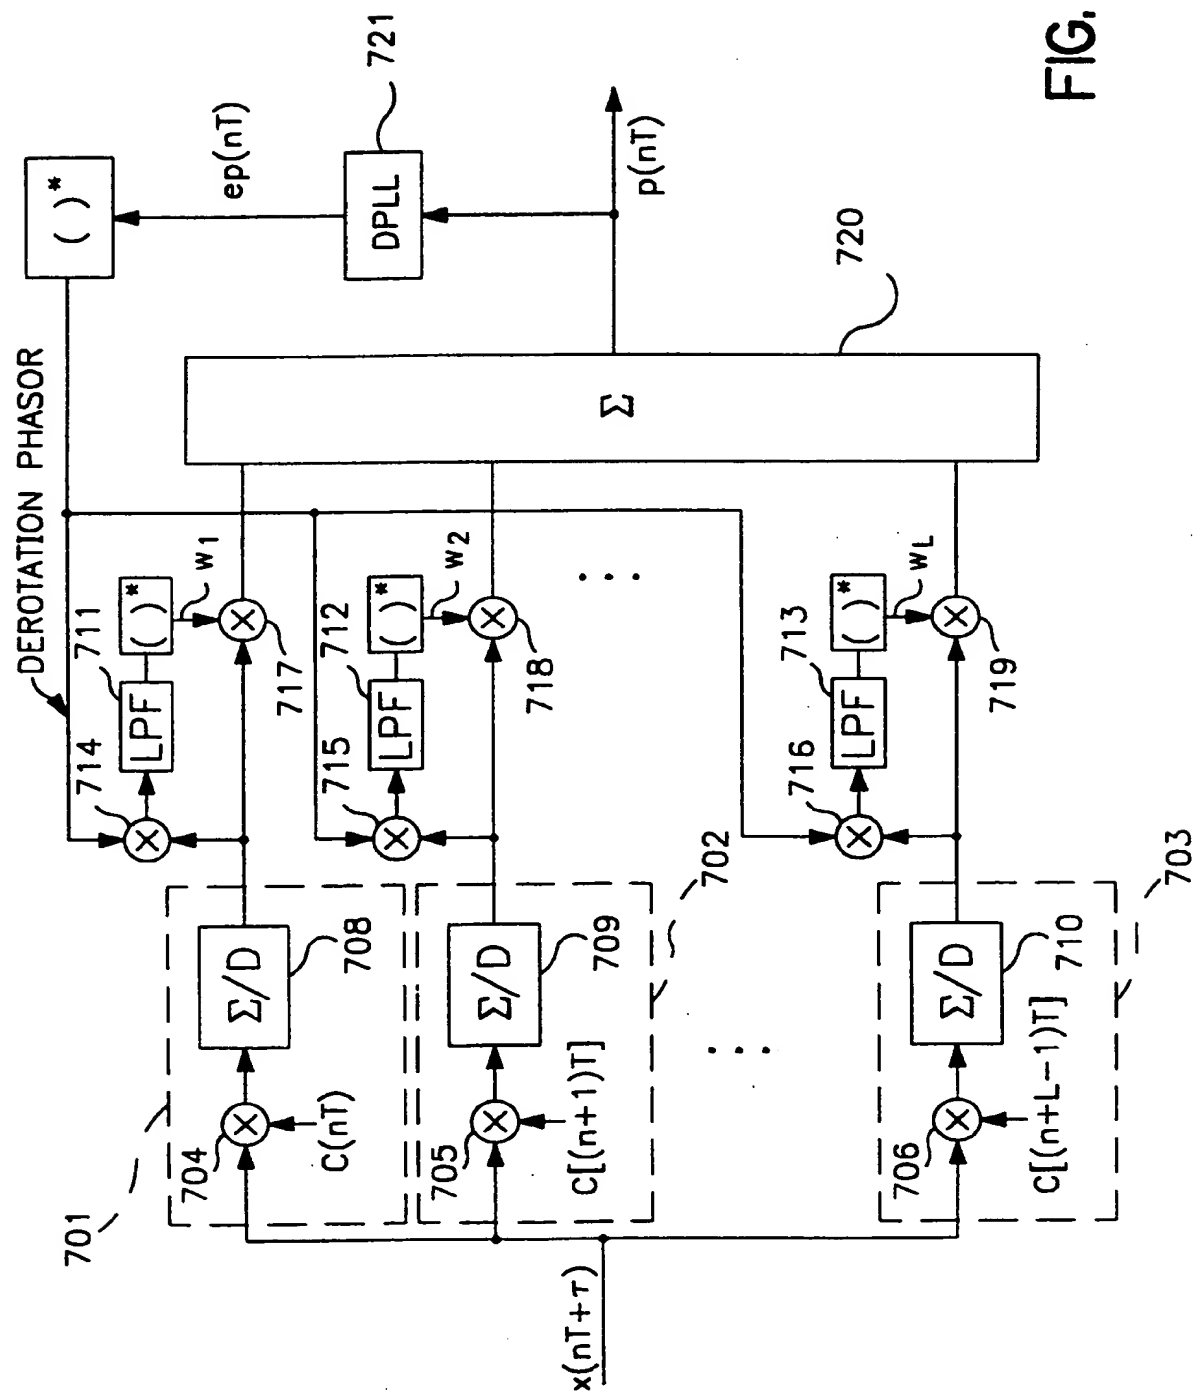 DEROTATION PHASOR
( )*
ep(nT)
721
DPLL
p(nT)
714
LPF
711
( )*
w1
717
715
LPF
712
( )*
w2
718
. . .
716
LPF
713
( )*
wL
719
Σ
720
701
704
C(nT)
Σ/D
708
705
C[(n+1)T]
Σ/D
709
702
. . .
706
C[(n+L-1)T]
Σ/D
710
703
x(nT+τ)
FIG.